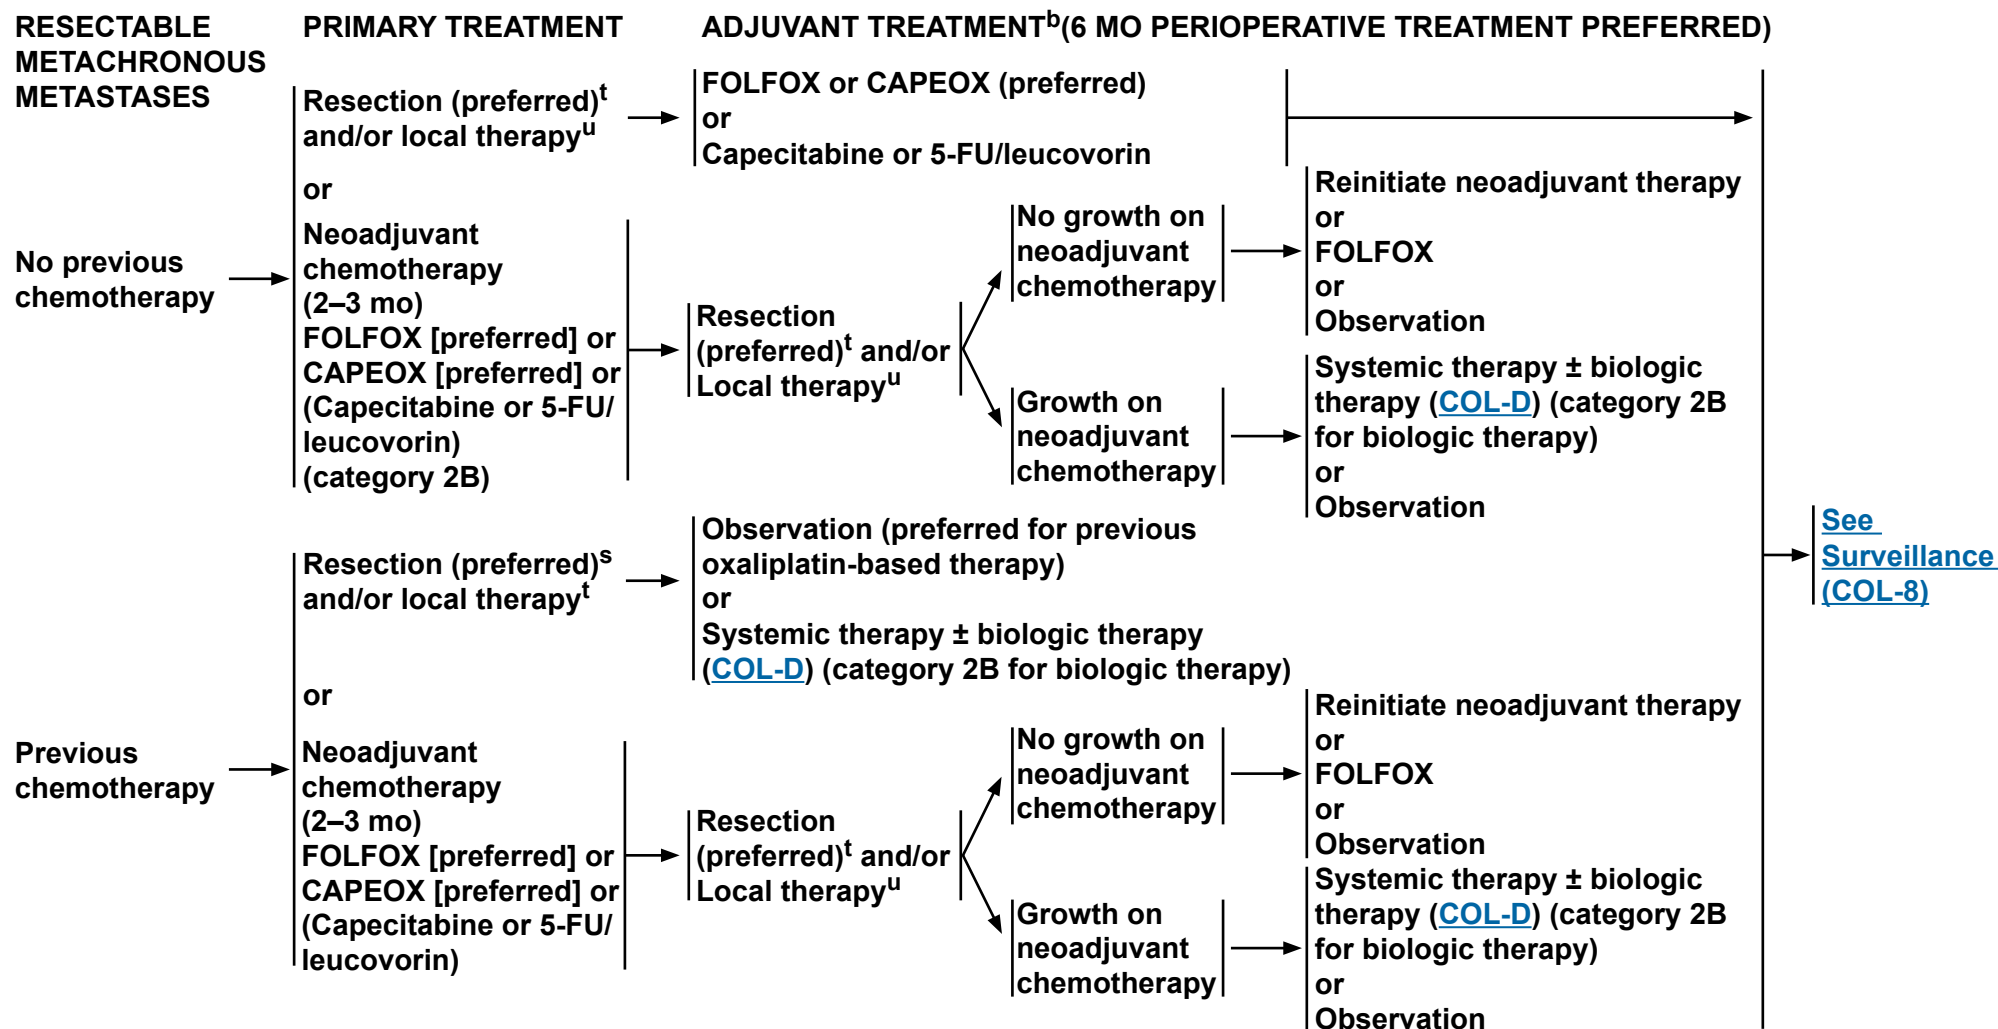 RESECTABLE
METACHRONOUS
METASTASES
PRIMARY TREATMENT
ADJUVANT TREATMENTb(6 MO PERIOPERATIVE TREATMENT PREFERRED)
No previous
chemotherapy
Resection (preferred)t
and/or local therapyu
or
Neoadjuvant
chemotherapy
(2–3 mo)
FOLFOX [preferred] or
CAPEOX [preferred] or
(Capecitabine or 5-FU/
leucovorin)
(category 2B)
FOLFOX or CAPEOX (preferred)
or
Capecitabine or 5-FU/leucovorin
Resection
(preferred)t and/or
Local therapyu
No growth on
neoadjuvant
chemotherapy
Reinitiate neoadjuvant therapy
or
FOLFOX
or
Observation
Growth on
neoadjuvant
chemotherapy
Systemic therapy ± biologic
therapy (COL-D) (category 2B
for biologic therapy)
or
Observation
Previous
chemotherapy
Resection (preferred)s
and/or local therapyt
or
Neoadjuvant
chemotherapy
(2–3 mo)
FOLFOX [preferred] or
CAPEOX [preferred] or
(Capecitabine or 5-FU/
leucovorin)
Observation (preferred for previous
oxaliplatin-based therapy)
or
Systemic therapy ± biologic therapy
(COL-D) (category 2B for biologic therapy)
Resection
(preferred)t and/or
Local therapyu
No growth on
neoadjuvant
chemotherapy
Reinitiate neoadjuvant therapy
or
FOLFOX
or
Observation
Growth on
neoadjuvant
chemotherapy
Systemic therapy ± biologic
therapy (COL-D) (category 2B
for biologic therapy)
or
Observation
See
Surveillance
(COL-8)